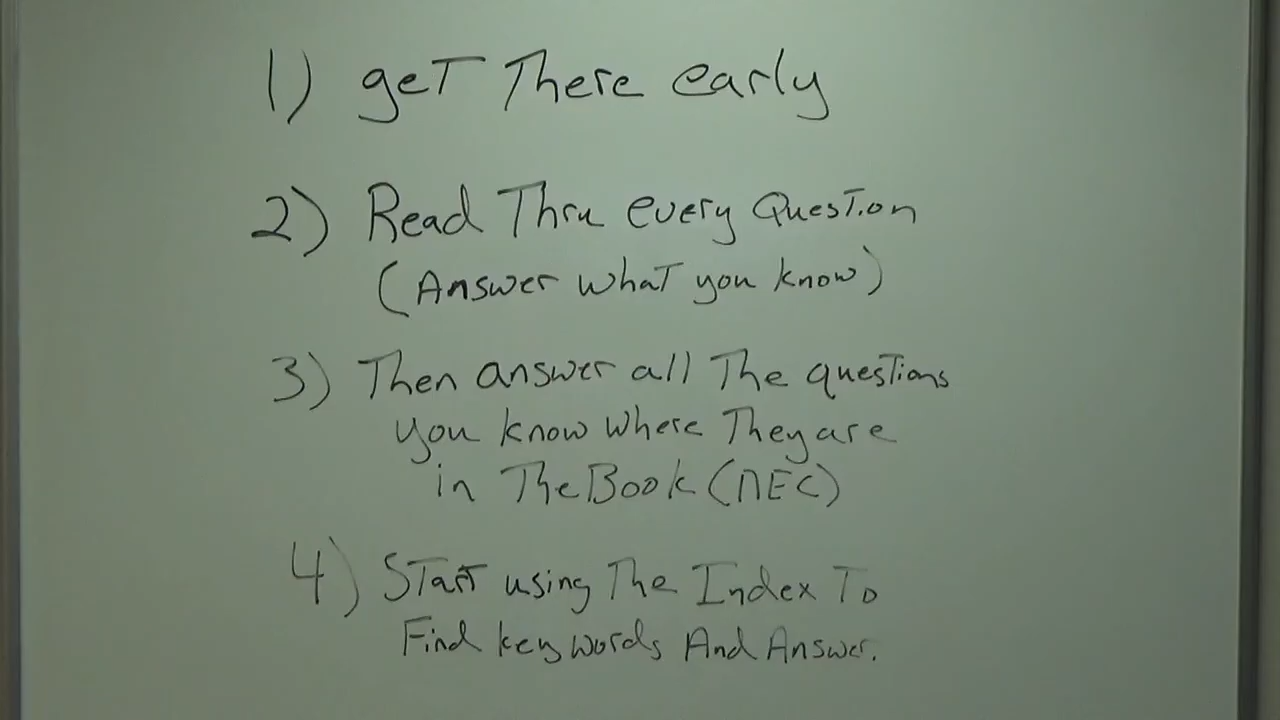 1) get There early
2) Read Thru every Question
(Answer what you know)
3) Then answer all The questions
you know where They are
in The Book (NEC)
4) Start using The Index To
Find key words And Answer.